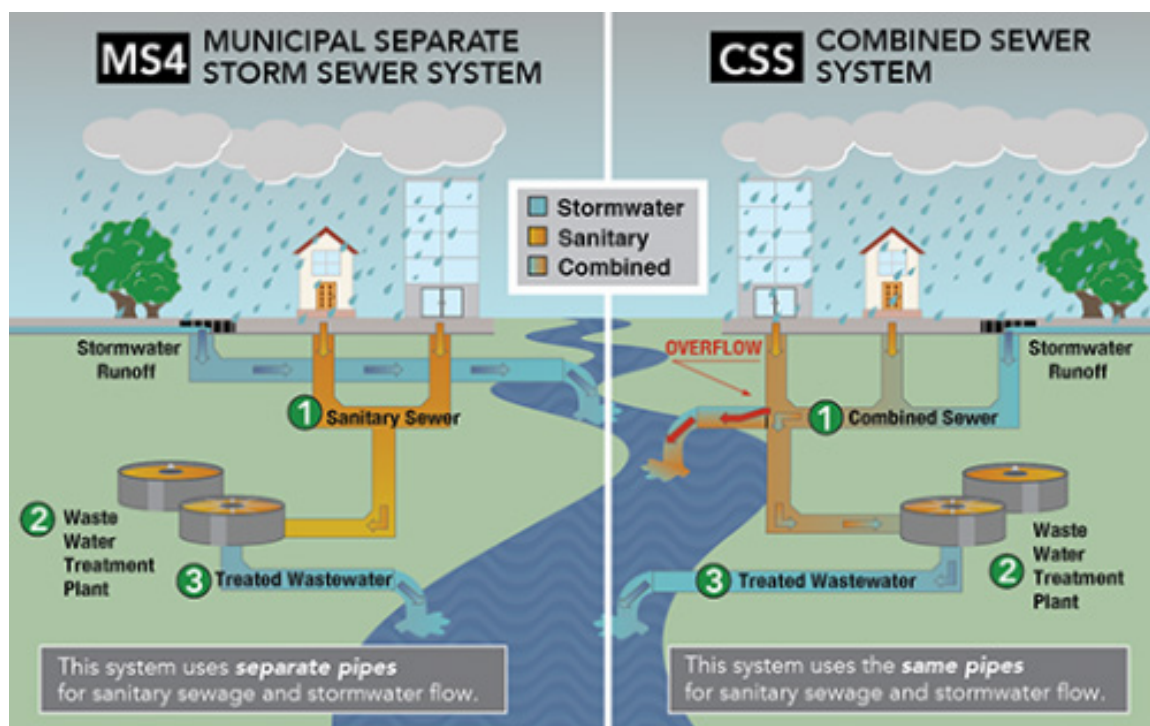 MS4 MUNICIPAL SEPARATE
STORM SEWER SYSTEM
Stormwater
Runoff
1 Sanitary Sewer
2 Waste
Water
Treatment
Plant
3 Treated Wastewater
This system uses separate pipes
for sanitary sewage and stormwater flow.
Stormwater
Sanitary
Combined
CSS COMBINED SEWER
SYSTEM
OVERFLOW
Stormwater
Runoff
1 Combined Sewer
Waste
2 Water
Treatment
Plant
3 Treated Wastewater
This system uses the same pipes
for sanitary sewage and stormwater flow.